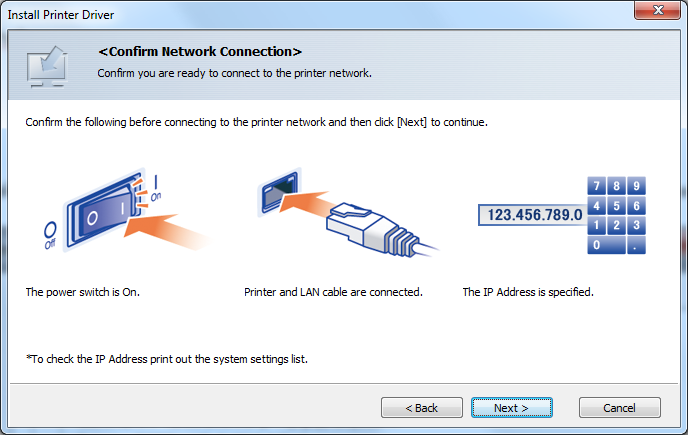 Install Printer Driver
<Confirm Network Connection>
Confirm you are ready to connect to the printer network.
Confirm the following before connecting to the printer network and then click [Next] to continue.
O I
I
On
Off
123.456.789.0
7 8 9
4 5 6
1 2 3
0 .
The power switch is On.
Printer and LAN cable are connected.
The IP Address is specified.
*To check the IP Address print out the system settings list.
< Back
Next >
Cancel